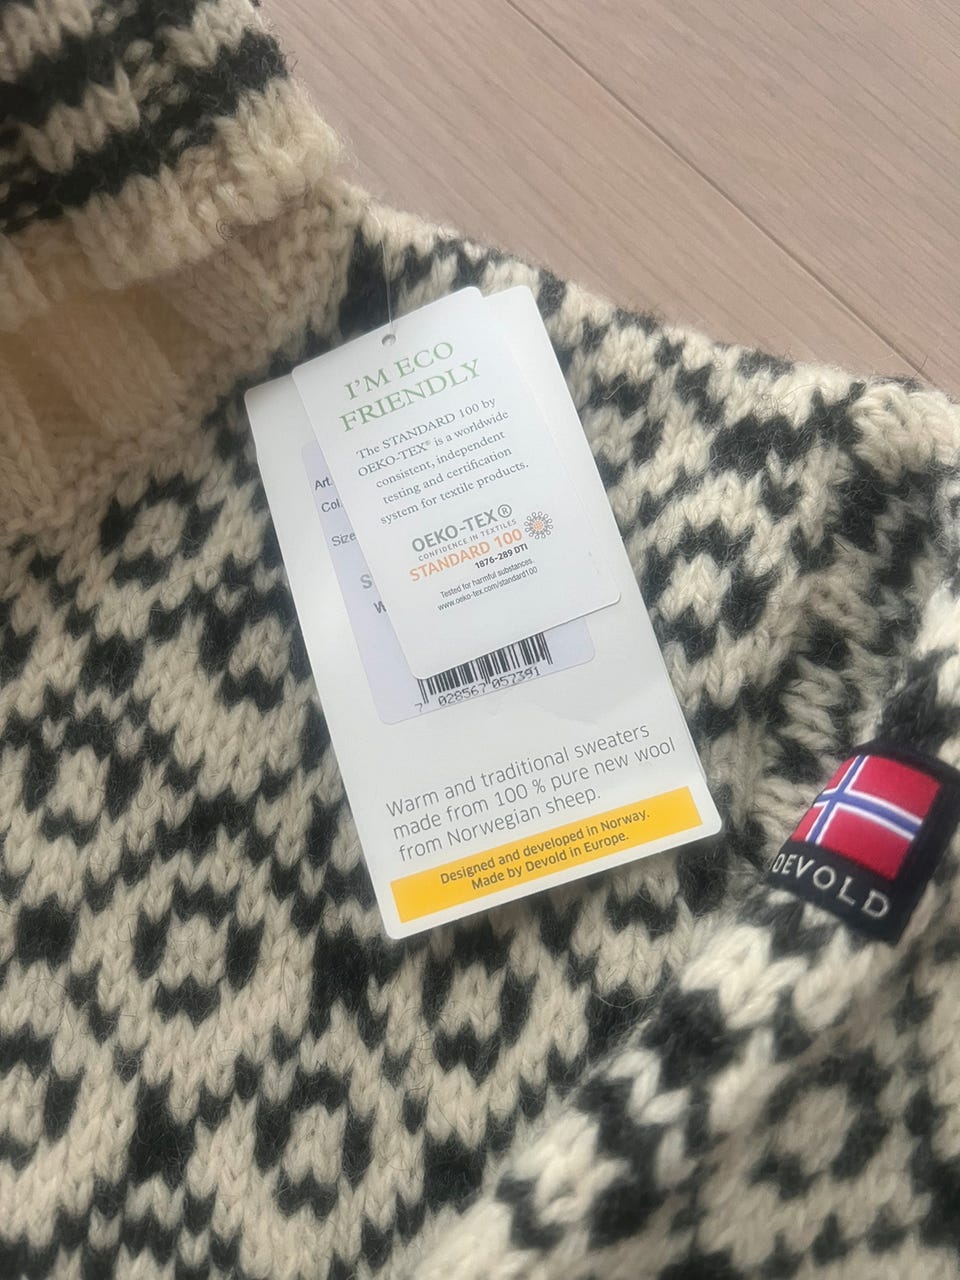 I'M ECO
FRIENDLY
The STANDARD 100 by
OEKO-TEX® is a worldwide
consistent, independent
testing and certification
system for textile products.
OEKO-TEX®
CONFIDENCE IN TEXTILES
STANDARD 100
1876-289 DTI
Tested for harmful substances.
www.oeko-tex.com/standard100
Art.
Col.
Size
S
W
7 028567 057391
Warm and traditional sweaters
made from 100 % pure new wool
from Norwegian sheep.
Designed and developed in Norway.
Made by Devold in Europe.
DEVOLD